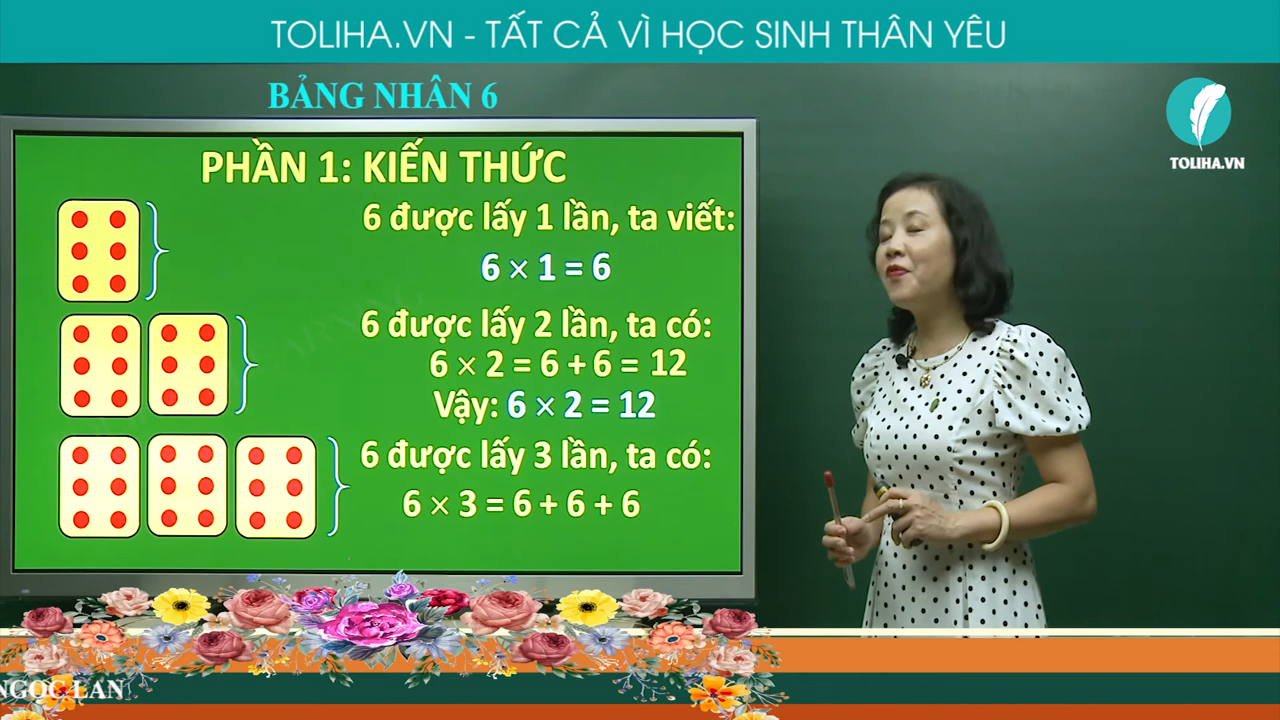 TOLIHA.VN - TẤT CẢ VÌ HỌC SINH THÂN YÊU
BẢNG NHÂN 6
TOLIHA.VN
PHẦN 1: KIẾN THỨC
6 được lấy 1 lần, ta viết:
6 × 1 = 6
6 được lấy 2 lần, ta có:
6 × 2 = 6 + 6 = 12
Vậy: 6 × 2 = 12
6 được lấy 3 lần, ta có:
6 × 3 = 6 + 6 + 6
NGỌC LAN